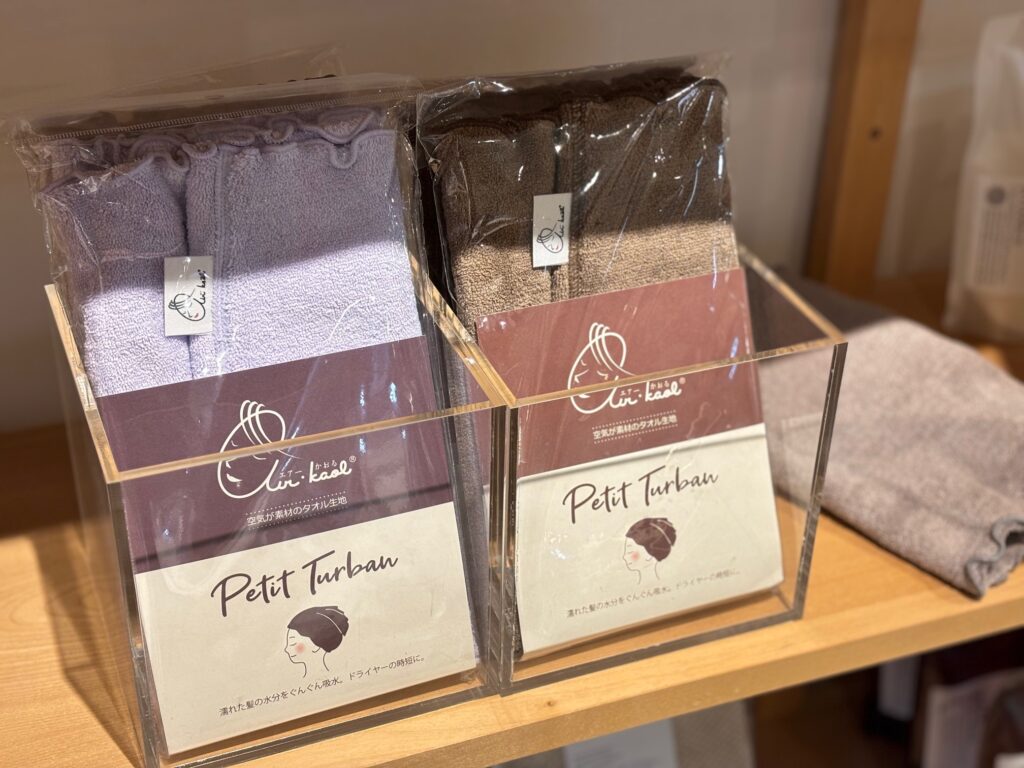 air・kaol
エアー かおる
air・kaol®
空気が素材のタオル生地
Petit Turban
濡れた髪の水分をぐんぐん吸水。ドライヤーの時短に。
air・kaol
エアー かおる
air・kaol®
空気が素材のタオル生地
Petit Turban
濡れた髪の水分をぐんぐん吸水。ドライヤーの時短に。